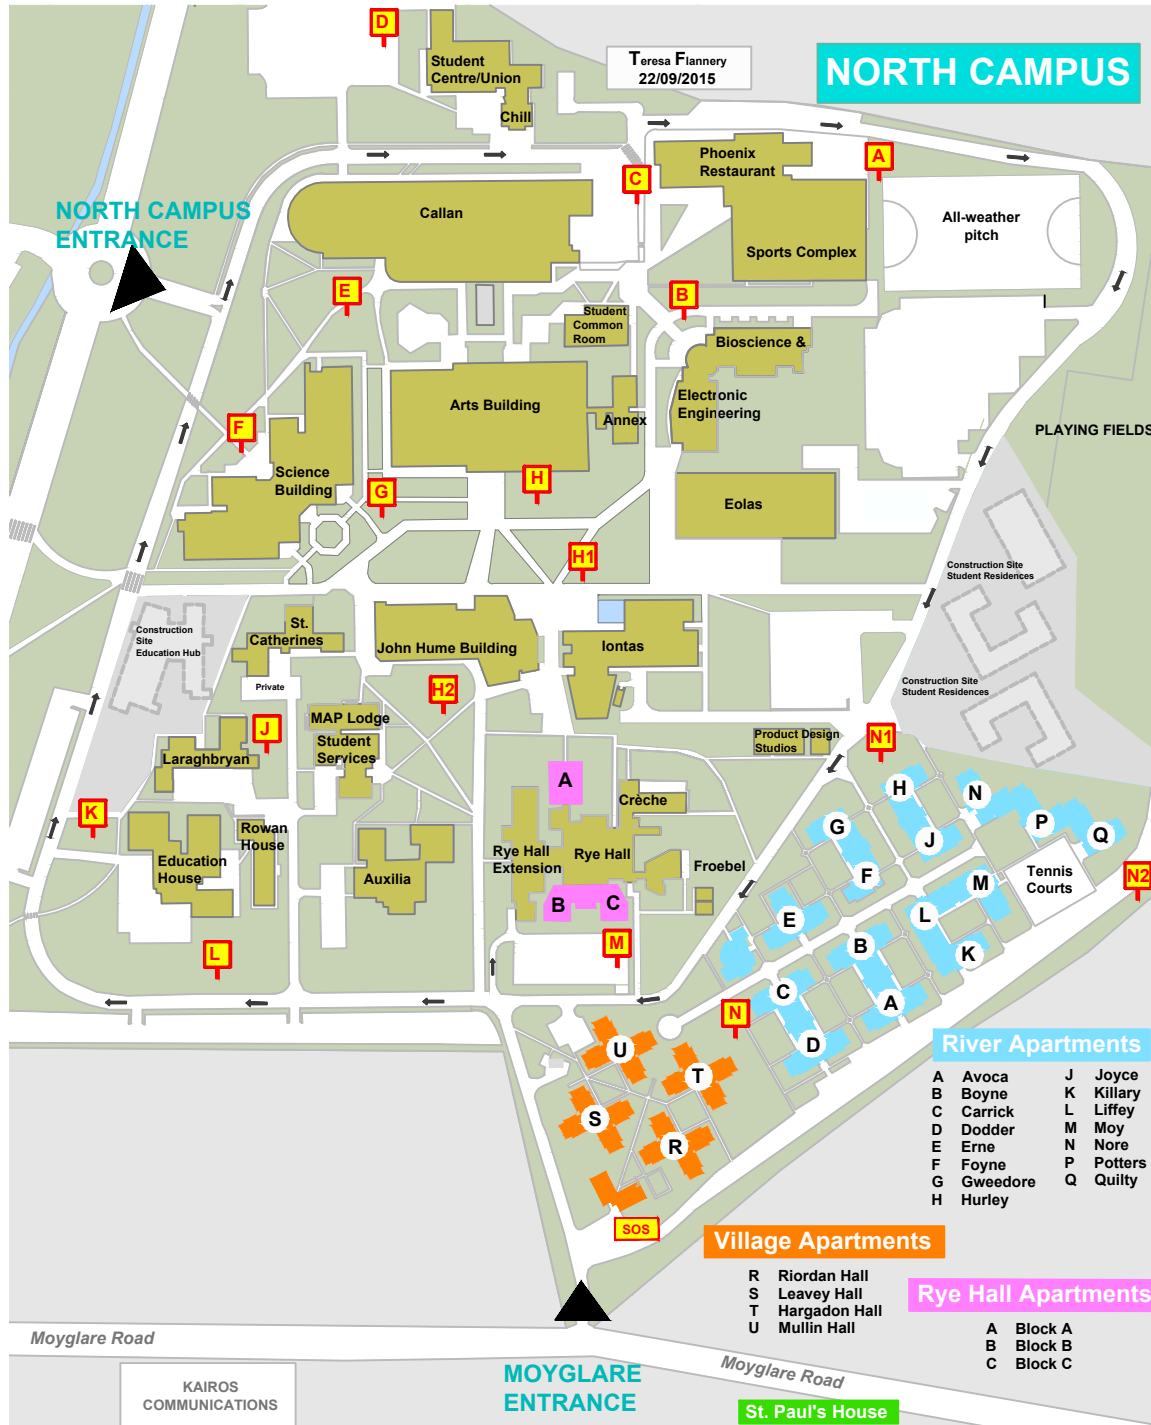 D
Student
Centre/Union
Chill
Teresa Flannery
22/09/2015
NORTH CAMPUS
Phoenix
Restaurant
A
C
NORTH CAMPUS
ENTRANCE
Callan
All-weather
pitch
Sports Complex
E
B
Student
Common
Room
Bioscience &
Electronic
Engineering
Arts Building
Annex
F
PLAYING FIELDS
Science
Building
G
H
Eolas
H1
Construction Site
Student Residences
Construction
Site
Education Hub
St.
Catherines
John Hume Building
Iontas
Private
H2
Construction Site
Student Residences
MAP Lodge
J
Student
Services
Laraghbryan
Product Design
Studios
N1
A
H
N
K
Crèche
G
P
Q
Rowan
House
Education
House
Rye Hall
Extension
Rye Hall
J
Auxilia
Froebel
F
M
Tennis
Courts
N2
B
C
E
L
L
M
B
K
C
A
N
D
U
T
S
R
SOS
River Apartments
A Avoca
B Boyne
C Carrick
D Dodder
E Erne
F Foyne
G Gweedore
H Hurley
J Joyce
K Killary
L Liffey
M Moy
N Nore
P Potters
Q Quilty
Village Apartments
R Riordan Hall
S Leavey Hall
T Hargadon Hall
U Mullin Hall
Rye Hall Apartments
A Block A
B Block B
C Block C
Moyglare Road
Moyglare Road
KAIROS
COMMUNICATIONS
MOYGLARE
ENTRANCE
St. Paul's House